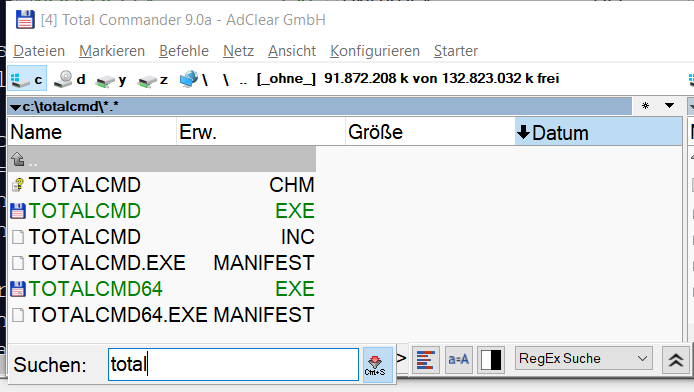 [4] Total Commander 9.0a - AdClear GmbH
Dateien Markieren Befehle Netz Ansicht Konfigurieren Starter
c d y z \ \ .. [_ohne_] 91.872.208 k von 132.823.032 k frei
c:\totalcmd\*.* *
Name Erw. Größe Datum
..
TOTALCMD CHM
TOTALCMD EXE
TOTALCMD INC
TOTALCMD.EXE MANIFEST
TOTALCMD64 EXE
TOTALCMD64.EXE MANIFEST
Suchen: total Ctrl+S > a=A RegEx Suche